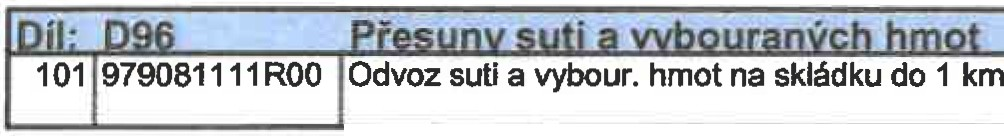 Díl: D96 Přesuny suti a vybouraných hmot
101 979081111R00 Odvoz suti a vybour. hmot na skládku do 1 km